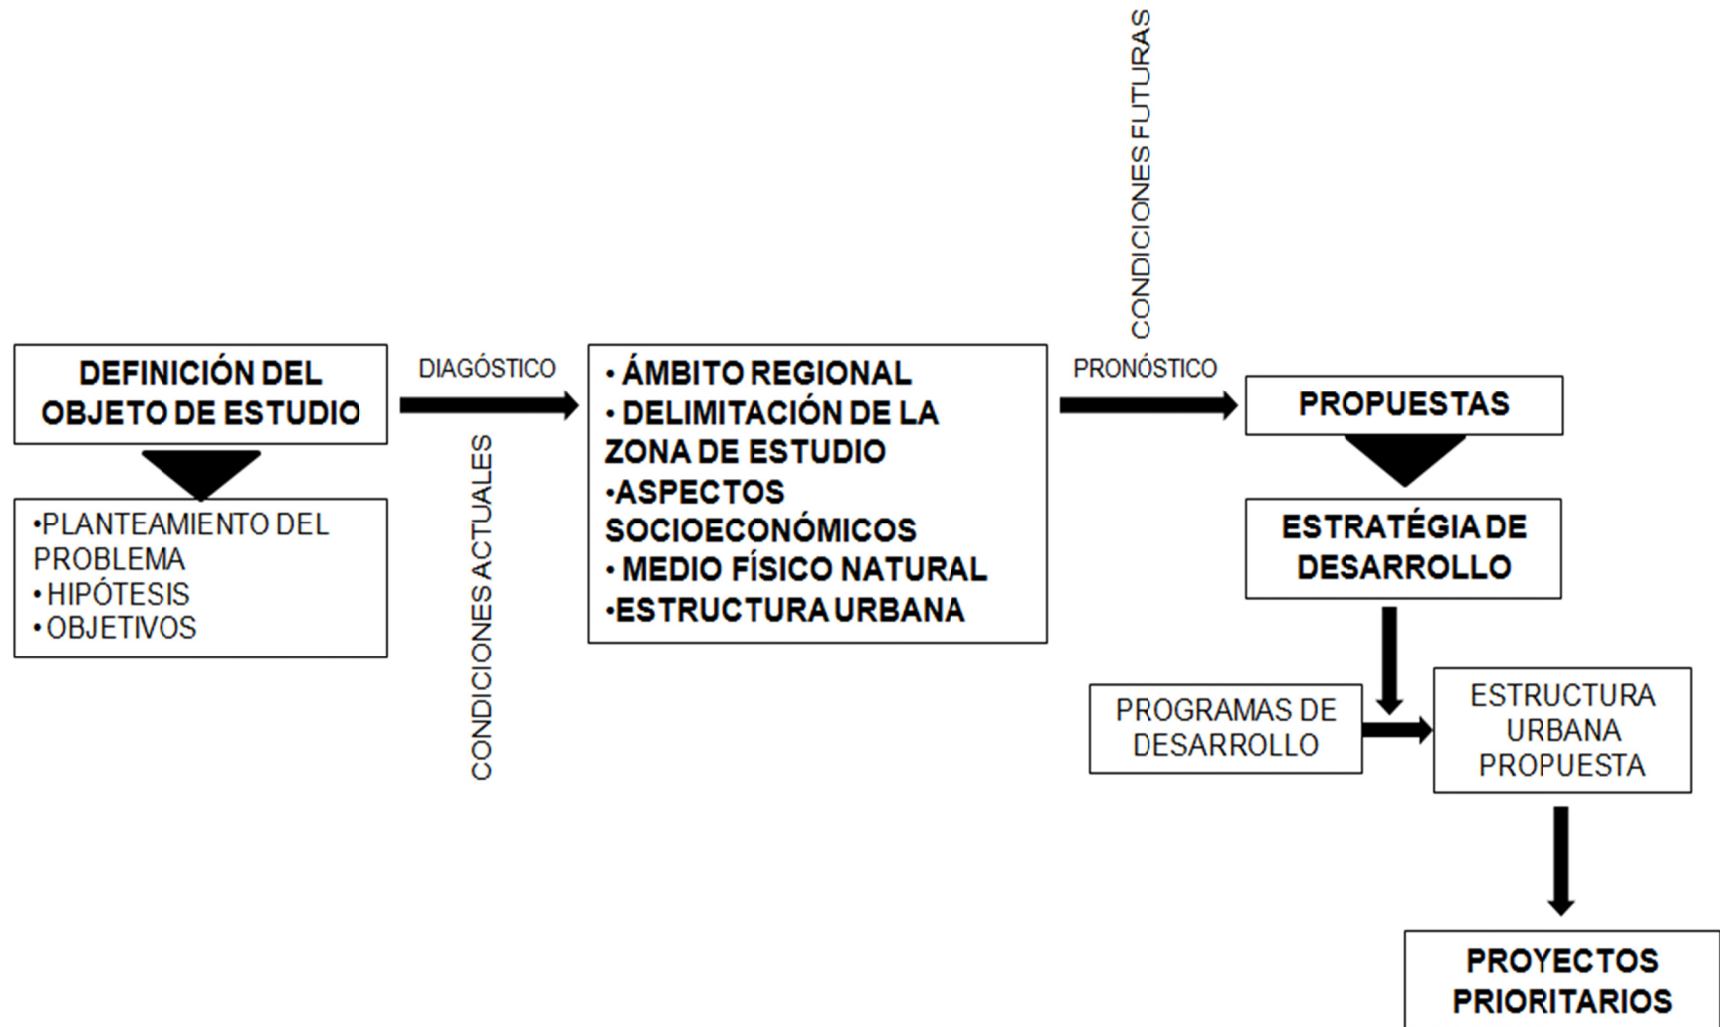 DEFINICIÓN DEL
OBJETO DE ESTUDIO
•PLANTEAMIENTO DEL
PROBLEMA
• HIPÓTESIS
• OBJETIVOS
DIAGÓSTICO
CONDICIONES ACTUALES
• ÁMBITO REGIONAL
• DELIMITACIÓN DE LA
ZONA DE ESTUDIO
•ASPECTOS
SOCIOECONÓMICOS
• MEDIO FÍSICO NATURAL
•ESTRUCTURA URBANA
PRONÓSTICO
CONDICIONES FUTURAS
PROPUESTAS
ESTRATÉGIA DE
DESARROLLO
PROGRAMAS DE
DESARROLLO
ESTRUCTURA
URBANA
PROPUESTA
PROYECTOS
PRIORITARIOS